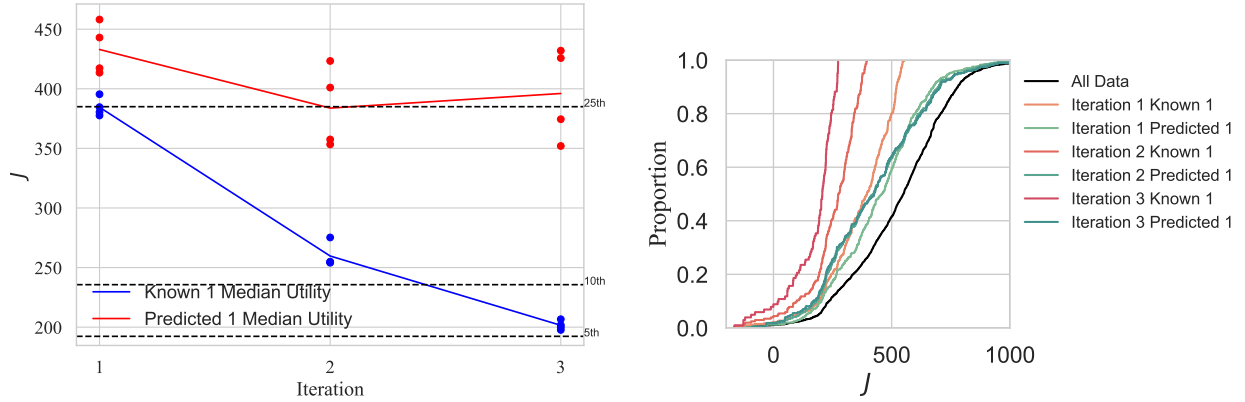 450
400
350
300
250
200
J
25th
10th
5th
Known 1 Median Utility
Predicted 1 Median Utility
1
2
3
Iteration
1.0
0.8
0.6
0.4
0.2
0.0
Proportion
0
500
1000
J
All Data
Iteration 1 Known 1
Iteration 1 Predicted 1
Iteration 2 Known 1
Iteration 2 Predicted 1
Iteration 3 Known 1
Iteration 3 Predicted 1